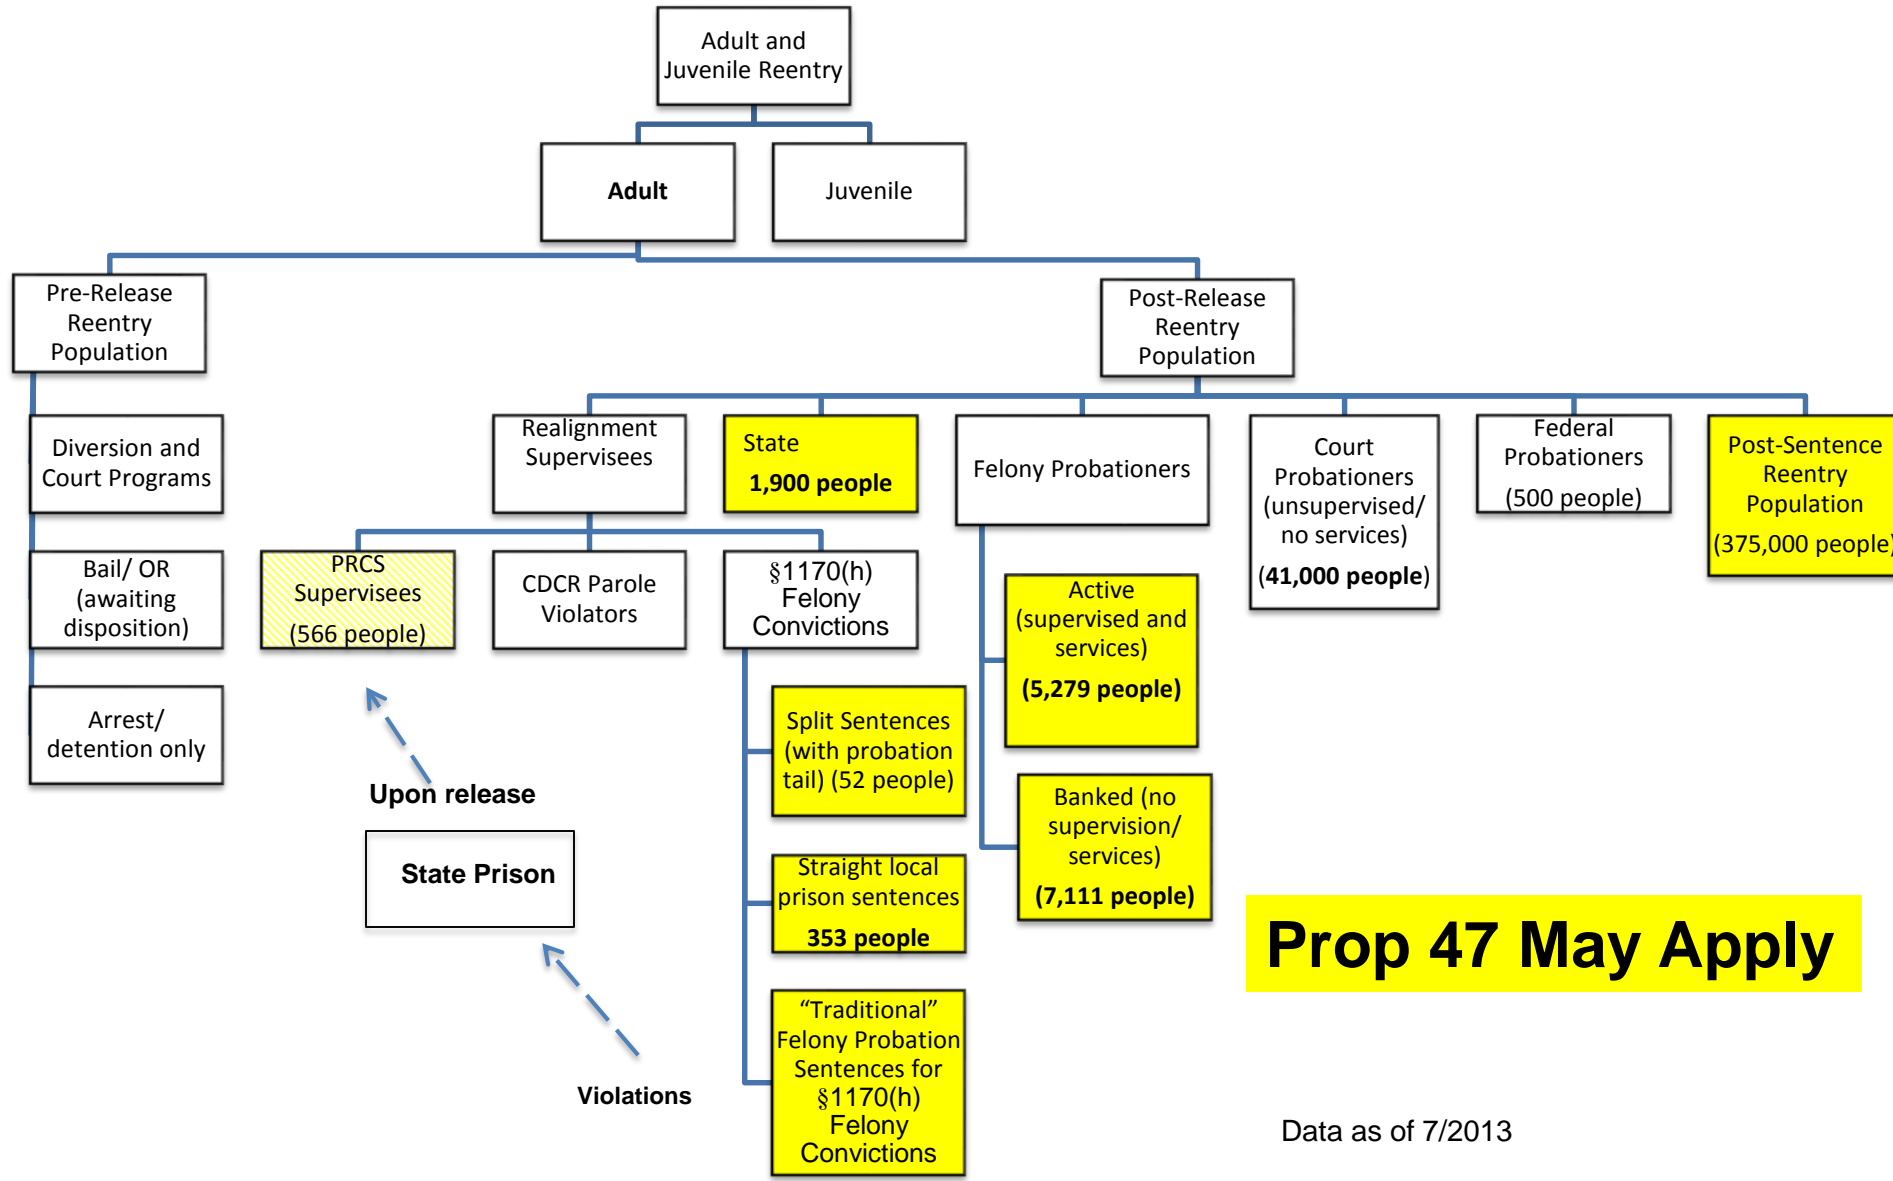 Adult and
Juvenile Reentry
Adult
Juvenile
Pre-Release
Reentry
Population
Post-Release
Reentry
Population
Diversion and
Court Programs
Bail/ OR
(awaiting
disposition)
Arrest/
detention only
Realignment
Supervisees
State
1,900 people
Felony Probationers
Court
Probationers
(unsupervised/
no services)
(41,000 people)
Federal
Probationers
(500 people)
Post-Sentence
Reentry
Population
(375,000 people)
PRCS
Supervisees
(566 people)
CDCR Parole
Violators
§1170(h)
Felony
Convictions
Active
(supervised and
services)
(5,279 people)
Split Sentences
(with probation
tail) (52 people)
Banked (no
supervision/
services)
(7,111 people)
Straight local
prison sentences
353 people
“Traditional”
Felony Probation
Sentences for
§1170(h)
Felony
Convictions
Upon release
State Prison
Violations
Prop 47 May Apply
Data as of 7/2013